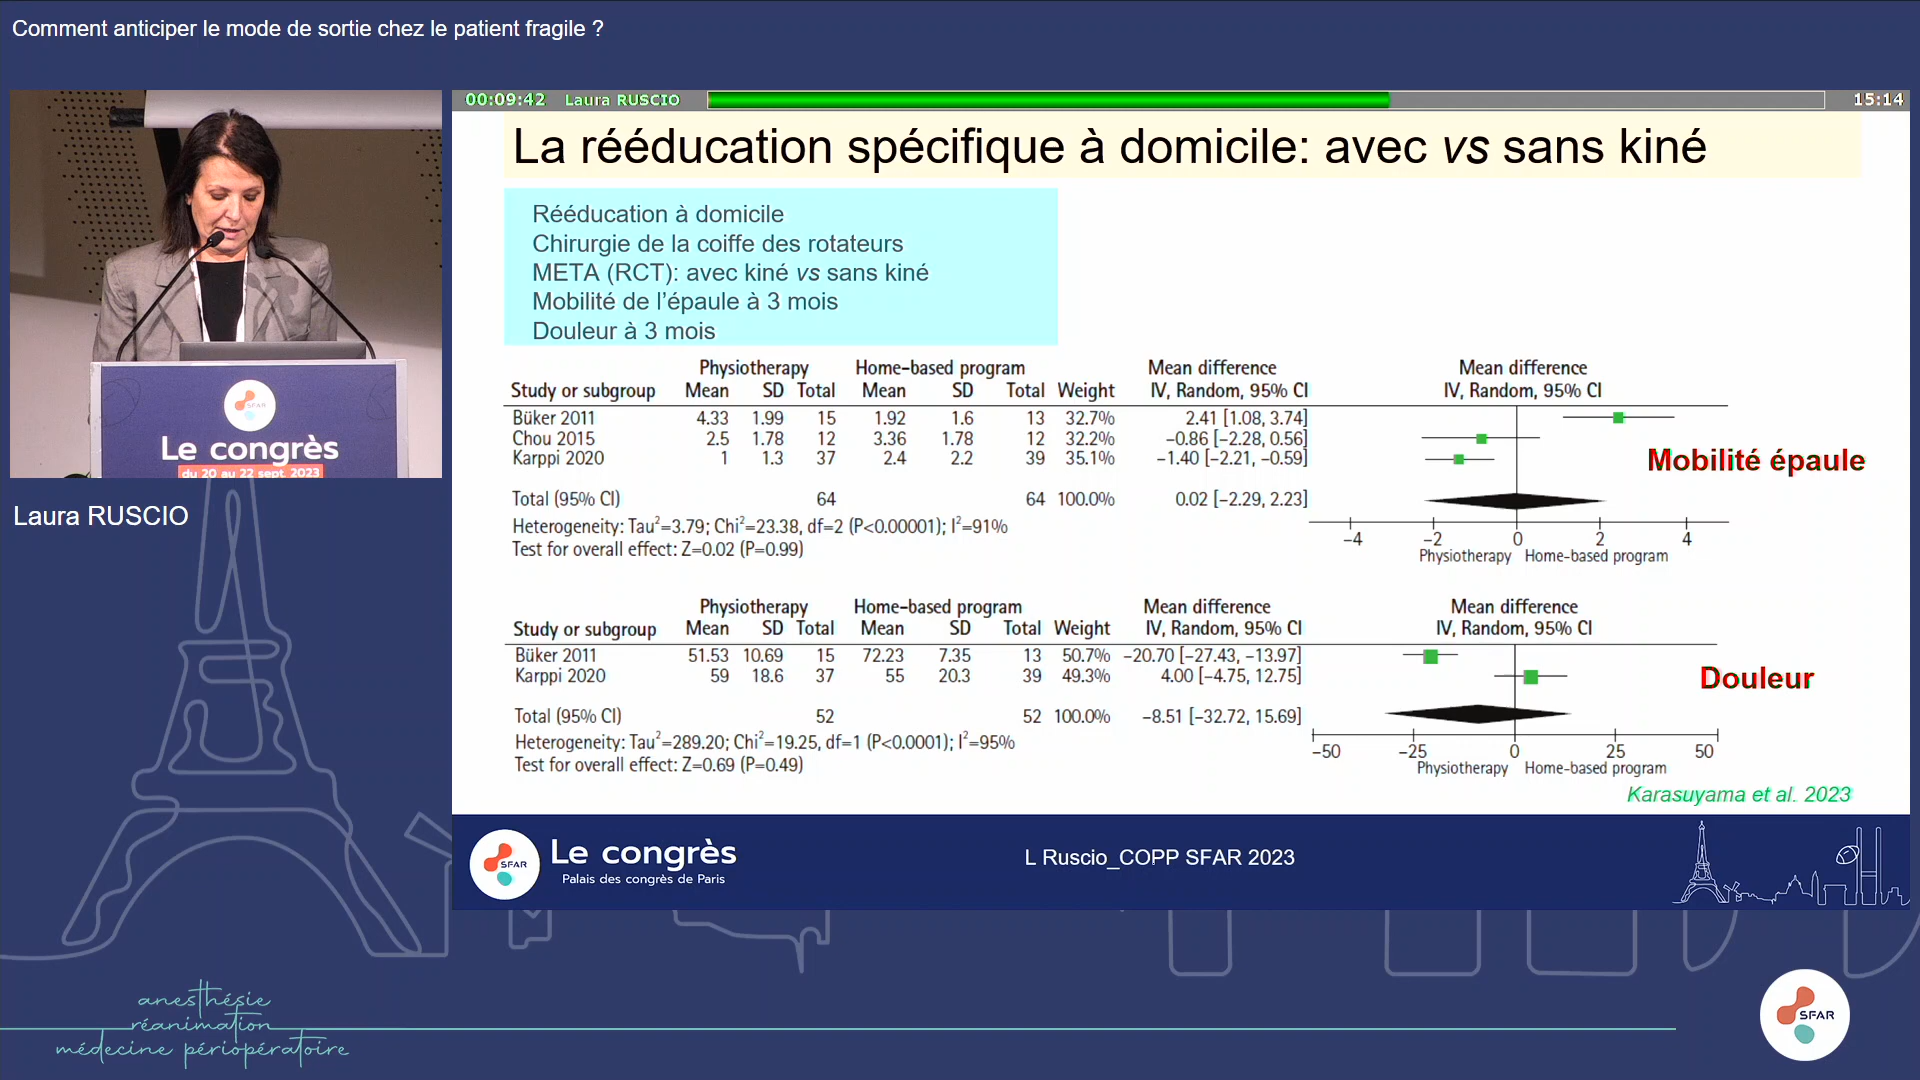 Comment anticiper le mode de sortie chez le patient fragile ?
00:09:42 Laura RUSCIO 15:14
La rééducation spécifique à domicile: avec vs sans kiné
Rééducation à domicile
Chirurgie de la coiffe des rotateurs
META (RCT): avec kiné vs sans kiné
Mobilité de l'épaule à 3 mois
Douleur à 3 mois
Physiotherapy Home-based program Mean difference Mean difference
Study or subgroup Mean SD Total Mean SD Total Weight IV, Random, 95% CI IV, Random, 95% CI
Büker 2011 4.33 1.99 15 1.92 1.6 13 32.7% 2.41 [1.08, 3.74]
Chou 2015 2.5 1.78 12 3.36 1.78 12 32.2% −0.86 [−2.28, 0.56]
Karppi 2020 1 1.3 37 2.4 2.2 39 35.1% −1.40 [−2.21, −0.59]
Mobilité épaule
Total (95% CI) 64 64 100.0% 0.02 [−2.29, 2.23]
Heterogeneity: Tau²=3.79; Chi²=23.38, df=2 (P<0.00001); I²=91%
Test for overall effect: Z=0.02 (P=0.99)
−4 −2 0 2 4
Physiotherapy Home-based program
Physiotherapy Home-based program Mean difference Mean difference
Study or subgroup Mean SD Total Mean SD Total Weight IV, Random, 95% CI IV, Random, 95% CI
Büker 2011 51.53 10.69 15 72.23 7.35 13 50.7% −20.70 [−27.43, −13.97]
Karppi 2020 59 18.6 37 55 20.3 39 49.3% 4.00 [−4.75, 12.75]
Douleur
Total (95% CI) 52 52 100.0% −8.51 [−32.72, 15.69]
Heterogeneity: Tau²=289.20; Chi²=19.25, df=1 (P<0.0001); I²=95%
Test for overall effect: Z=0.69 (P=0.49)
−50 −25 0 25 50
Physiotherapy Home-based program
Karasuyama et al. 2023
SFAR
Le congrès
Palais des congrès de Paris
L Ruscio_COPP SFAR 2023
SFAR
Le congrès
du 20 au 22 sept. 2023
Laura RUSCIO
anesthésie
réanimation
médecine périopératoire
SFAR